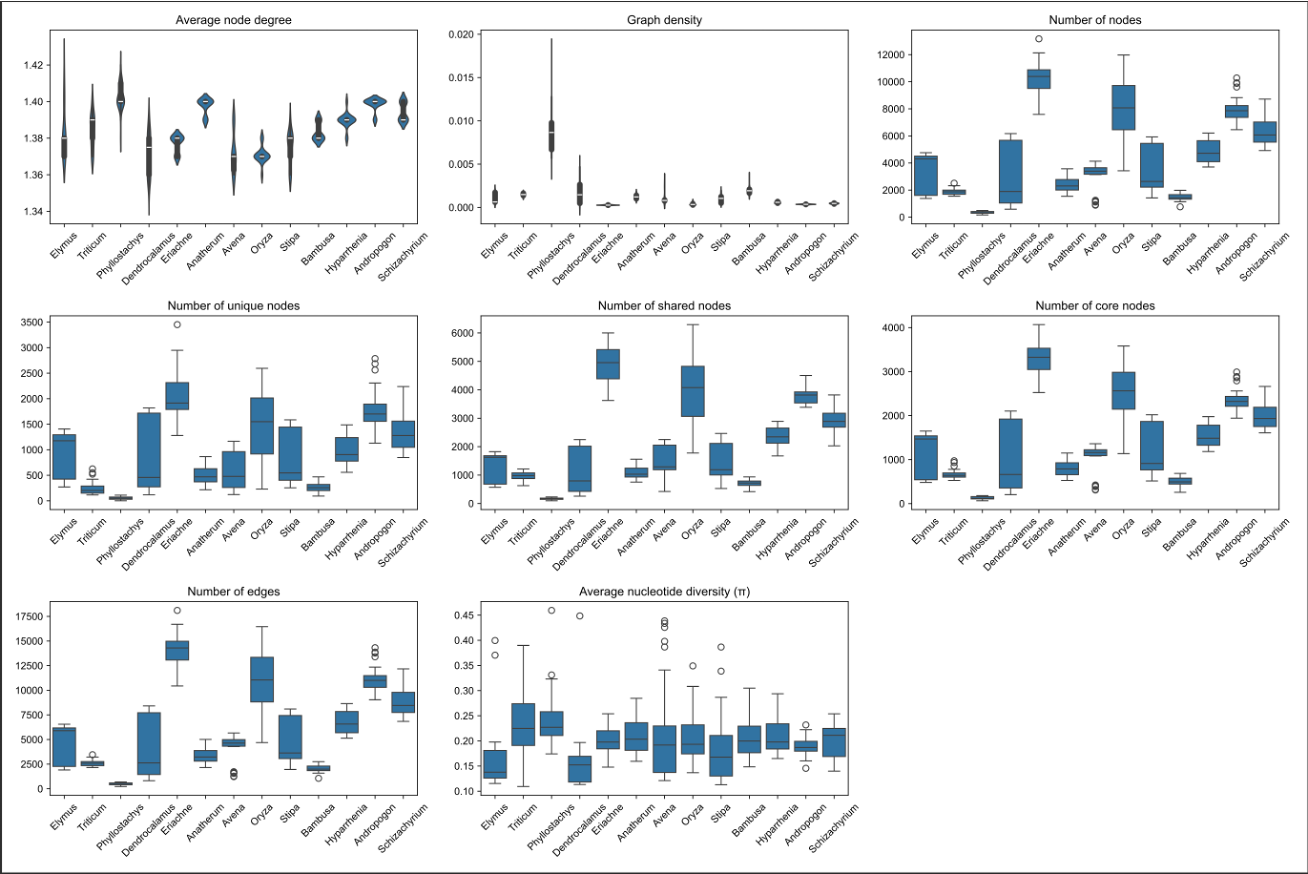 Average node degree
1.42
1.40
1.38
1.36
1.34
Elymus
Triticum
Phyllostachys
Dendrocalamus
Eriachne
Anatherum
Avena
Oryza
Stipa
Bambusa
Hyparrhenia
Andropogon
Schizachyrium
Graph density
0.020
0.015
0.010
0.005
0.000
Elymus
Triticum
Phyllostachys
Dendrocalamus
Eriachne
Anatherum
Avena
Oryza
Stipa
Bambusa
Hyparrhenia
Andropogon
Schizachyrium
Number of nodes
12000
10000
8000
6000
4000
2000
0
Elymus
Triticum
Phyllostachys
Dendrocalamus
Eriachne
Anatherum
Avena
Oryza
Stipa
Bambusa
Hyparrhenia
Andropogon
Schizachyrium
Number of unique nodes
3500
3000
2500
2000
1500
1000
500
0
Elymus
Triticum
Phyllostachys
Dendrocalamus
Eriachne
Anatherum
Avena
Oryza
Stipa
Bambusa
Hyparrhenia
Andropogon
Schizachyrium
Number of shared nodes
6000
5000
4000
3000
2000
1000
0
Elymus
Triticum
Phyllostachys
Dendrocalamus
Eriachne
Anatherum
Avena
Oryza
Stipa
Bambusa
Hyparrhenia
Andropogon
Schizachyrium
Number of core nodes
4000
3000
2000
1000
0
Elymus
Triticum
Phyllostachys
Dendrocalamus
Eriachne
Anatherum
Avena
Oryza
Stipa
Bambusa
Hyparrhenia
Andropogon
Schizachyrium
Number of edges
17500
15000
12500
10000
7500
5000
2500
0
Elymus
Triticum
Phyllostachys
Dendrocalamus
Eriachne
Anatherum
Avena
Oryza
Stipa
Bambusa
Hyparrhenia
Andropogon
Schizachyrium
Average nucleotide diversity (π)
0.45
0.40
0.35
0.30
0.25
0.20
0.15
0.10
Elymus
Triticum
Phyllostachys
Dendrocalamus
Eriachne
Anatherum
Avena
Oryza
Stipa
Bambusa
Hyparrhenia
Andropogon
Schizachyrium